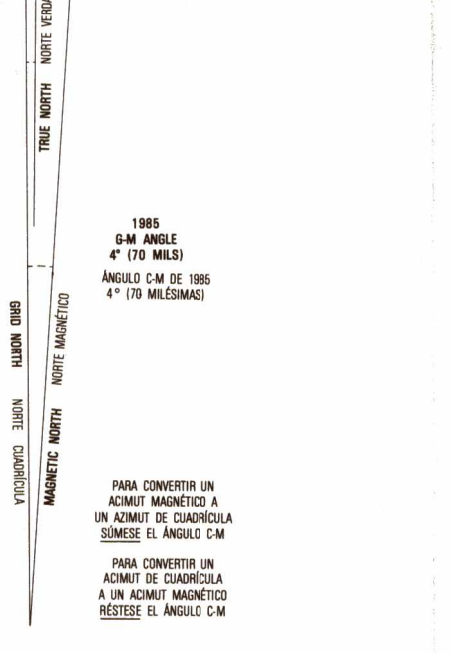 TRUE NORTH NORTE
1985
G-M ANGLE
4° (70 MILS)
ÁNGULO C-M DE 1985
4° (70 MILÉSIMAS)
GRID NORTH NORTE CUADRÍCULA
MAGNETIC NORTH NORTE MAGNÉTICO
PARA CONVERTIR UN
ACIMUT MAGNÉTICO A
UN AZIMUT DE CUADRÍCULA
SÚMESE EL ÁNGULO C-M
PARA CONVERTIR UN
ACIMUT DE CUADRÍCULA
A UN ACIMUT MAGNÉTICO
RÉSTESE EL ÁNGULO C-M